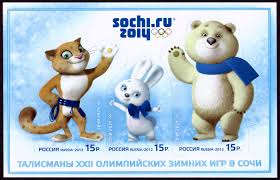 sochi.ru
2014
РОССИЯ RUSSIA · 2012 15р.
РОССИЯ RUSSIA · 2012 15р.
РОССИЯ RUSSIA · 2012 15р.
ТАЛИСМАНЫ XXII ОЛИМПИЙСКИХ ЗИМНИХ ИГР В СОЧИ